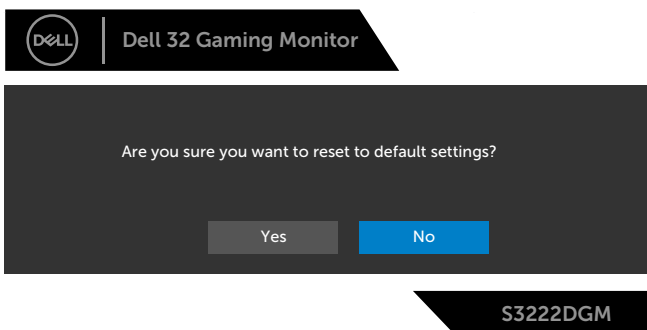 DELL
Dell 32 Gaming Monitor
Are you sure you want to reset to default settings?
Yes
No
S3222DGM